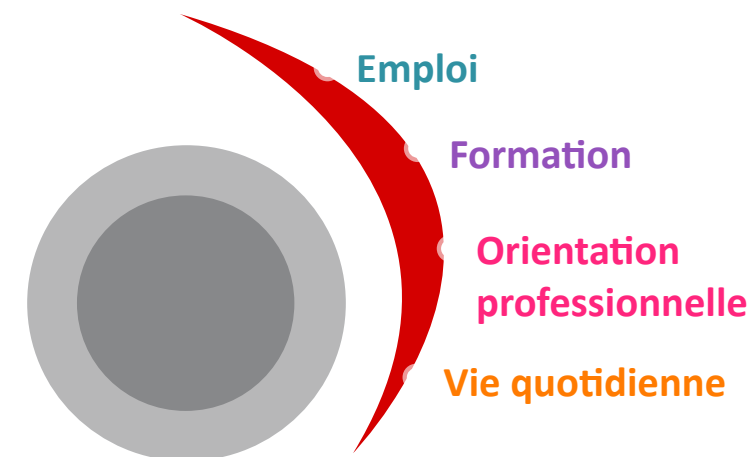 Emploi
Formation
Orientation
professionnelle
Vie quotidienne